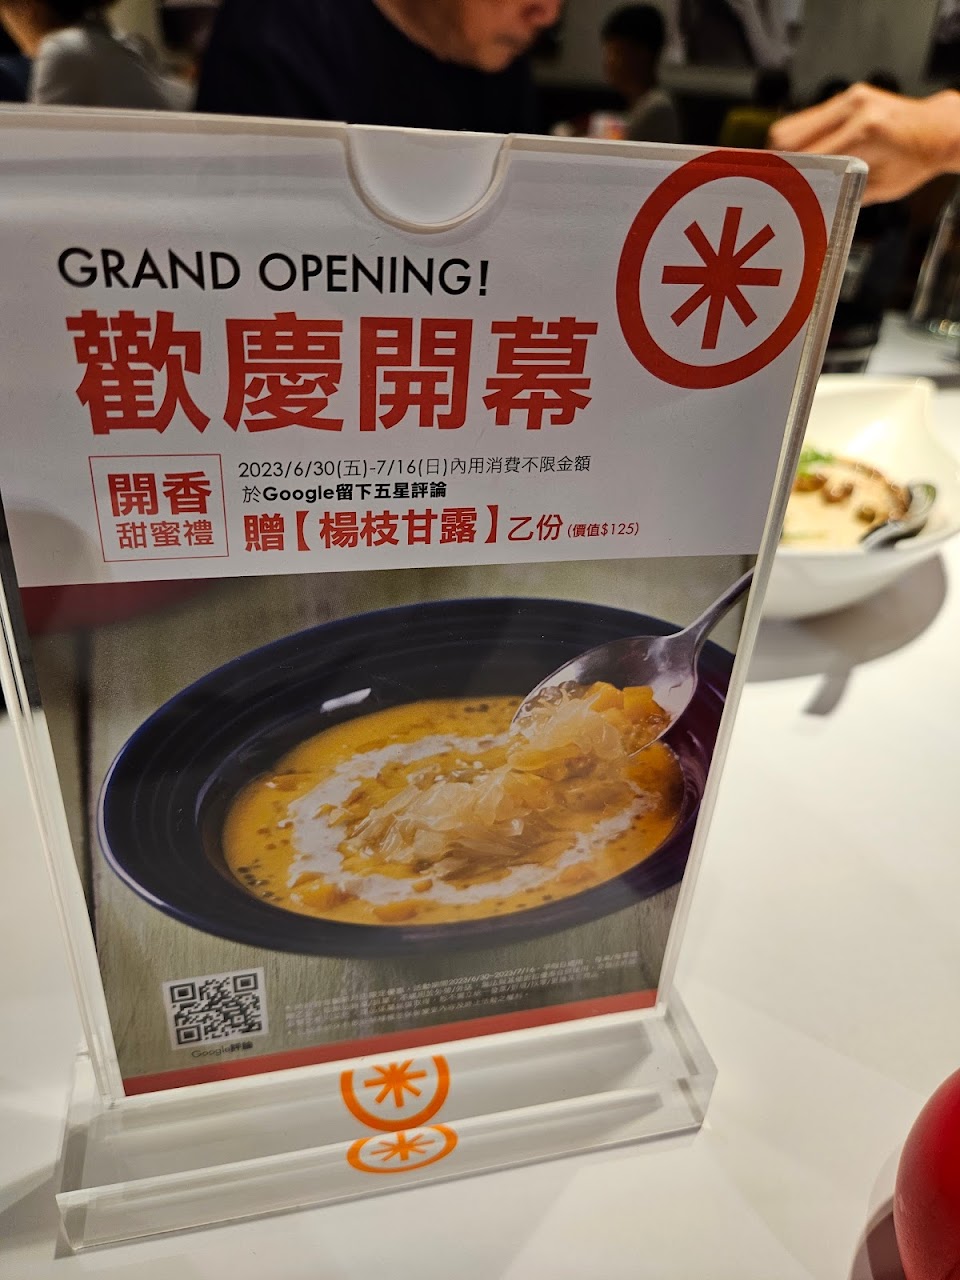 GRAND OPENING!
歡慶開幕
開香
甜蜜禮
2023/6/30(五)-7/16(日)內用消費不限金額
於Google留下五星評論
贈【楊枝甘露】乙份(價值$125)
Google評論